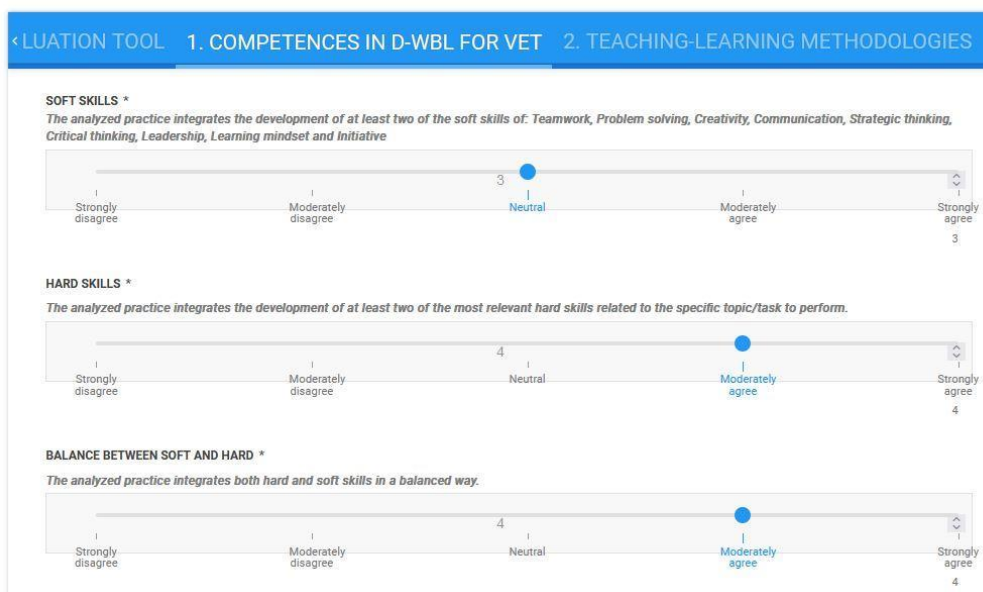 ‹ LUATION TOOL 1. COMPETENCES IN D-WBL FOR VET 2. TEACHING-LEARNING METHODOLOGIES
SOFT SKILLS *
The analyzed practice integrates the development of at least two of the soft skills of: Teamwork, Problem solving, Creativity, Communication, Strategic thinking,
Critical thinking, Leadership, Learning mindset and Initiative
3
Strongly disagree Moderately disagree Neutral Moderately agree Strongly agree
3
HARD SKILLS *
The analyzed practice integrates the development of at least two of the most relevant hard skills related to the specific topic/task to perform.
4
Strongly disagree Moderately disagree Neutral Moderately agree Strongly agree
4
BALANCE BETWEEN SOFT AND HARD *
The analyzed practice integrates both hard and soft skills in a balanced way.
4
Strongly disagree Moderately disagree Neutral Moderately agree Strongly agree
4